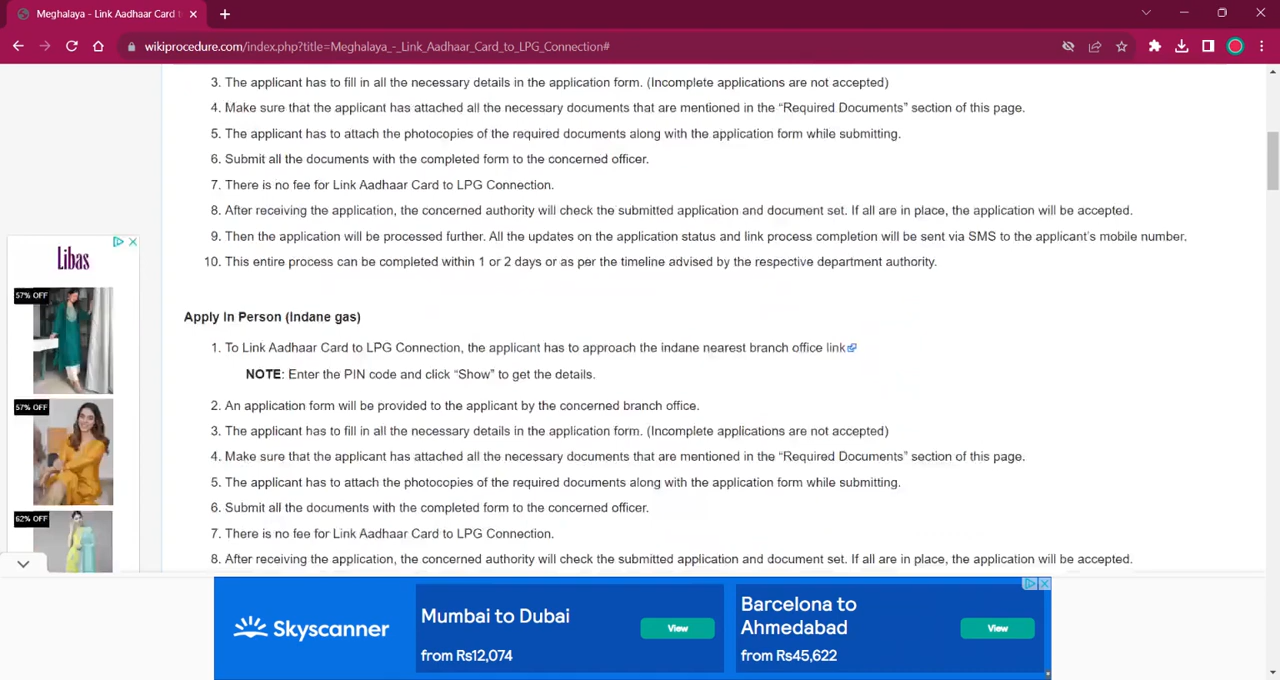 Meghalaya - Link Aadhaar Card t
wikiprocedure.com/index.php?title=Meghalaya_-_Link_Aadhaar_Card_to_LPG_Connection#
3. The applicant has to fill in all the necessary details in the application form. (Incomplete applications are not accepted)
4. Make sure that the applicant has attached all the necessary documents that are mentioned in the “Required Documents” section of this page.
5. The applicant has to attach the photocopies of the required documents along with the application form while submitting.
6. Submit all the documents with the completed form to the concerned officer.
7. There is no fee for Link Aadhaar Card to LPG Connection.
8. After receiving the application, the concerned authority will check the submitted application and document set. If all are in place, the application will be accepted.
9. Then the application will be processed further. All the updates on the application status and link process completion will be sent via SMS to the applicant's mobile number.
10. This entire process can be completed within 1 or 2 days or as per the timeline advised by the respective department authority.
Apply In Person (Indane gas)
1. To Link Aadhaar Card to LPG Connection, the applicant has to approach the indane nearest branch office link
NOTE: Enter the PIN code and click “Show” to get the details.
2. An application form will be provided to the applicant by the concerned branch office.
3. The applicant has to fill in all the necessary details in the application form. (Incomplete applications are not accepted)
4. Make sure that the applicant has attached all the necessary documents that are mentioned in the “Required Documents” section of this page.
5. The applicant has to attach the photocopies of the required documents along with the application form while submitting.
6. Submit all the documents with the completed form to the concerned officer.
7. There is no fee for Link Aadhaar Card to LPG Connection.
8. After receiving the application, the concerned authority will check the submitted application and document set. If all are in place, the application will be accepted.
Libas
57% OFF
57% OFF
62% OFF
Skyscanner
Mumbai to Dubai
from Rs12,074
View
Barcelona to
Ahmedabad
from Rs45,622
View